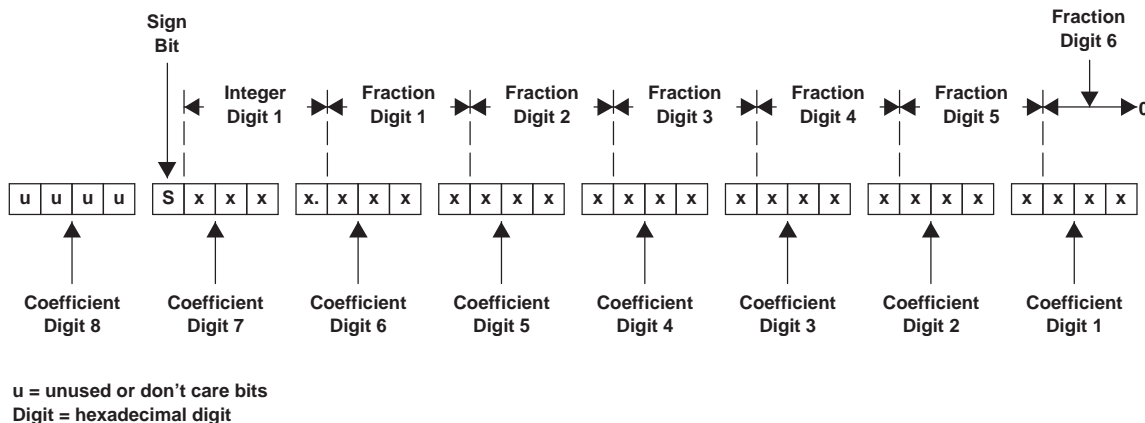 Sign
Bit
Fraction
Digit 6
Integer
Digit 1
Fraction
Digit 1
Fraction
Digit 2
Fraction
Digit 3
Fraction
Digit 4
Fraction
Digit 5
0
u u u u S x x x x. x x x x x x x x x x x x x x x x x x x x x x x
Coefficient
Digit 8
Coefficient
Digit 7
Coefficient
Digit 6
Coefficient
Digit 5
Coefficient
Digit 4
Coefficient
Digit 3
Coefficient
Digit 2
Coefficient
Digit 1
u = unused or don’t care bits
Digit = hexadecimal digit